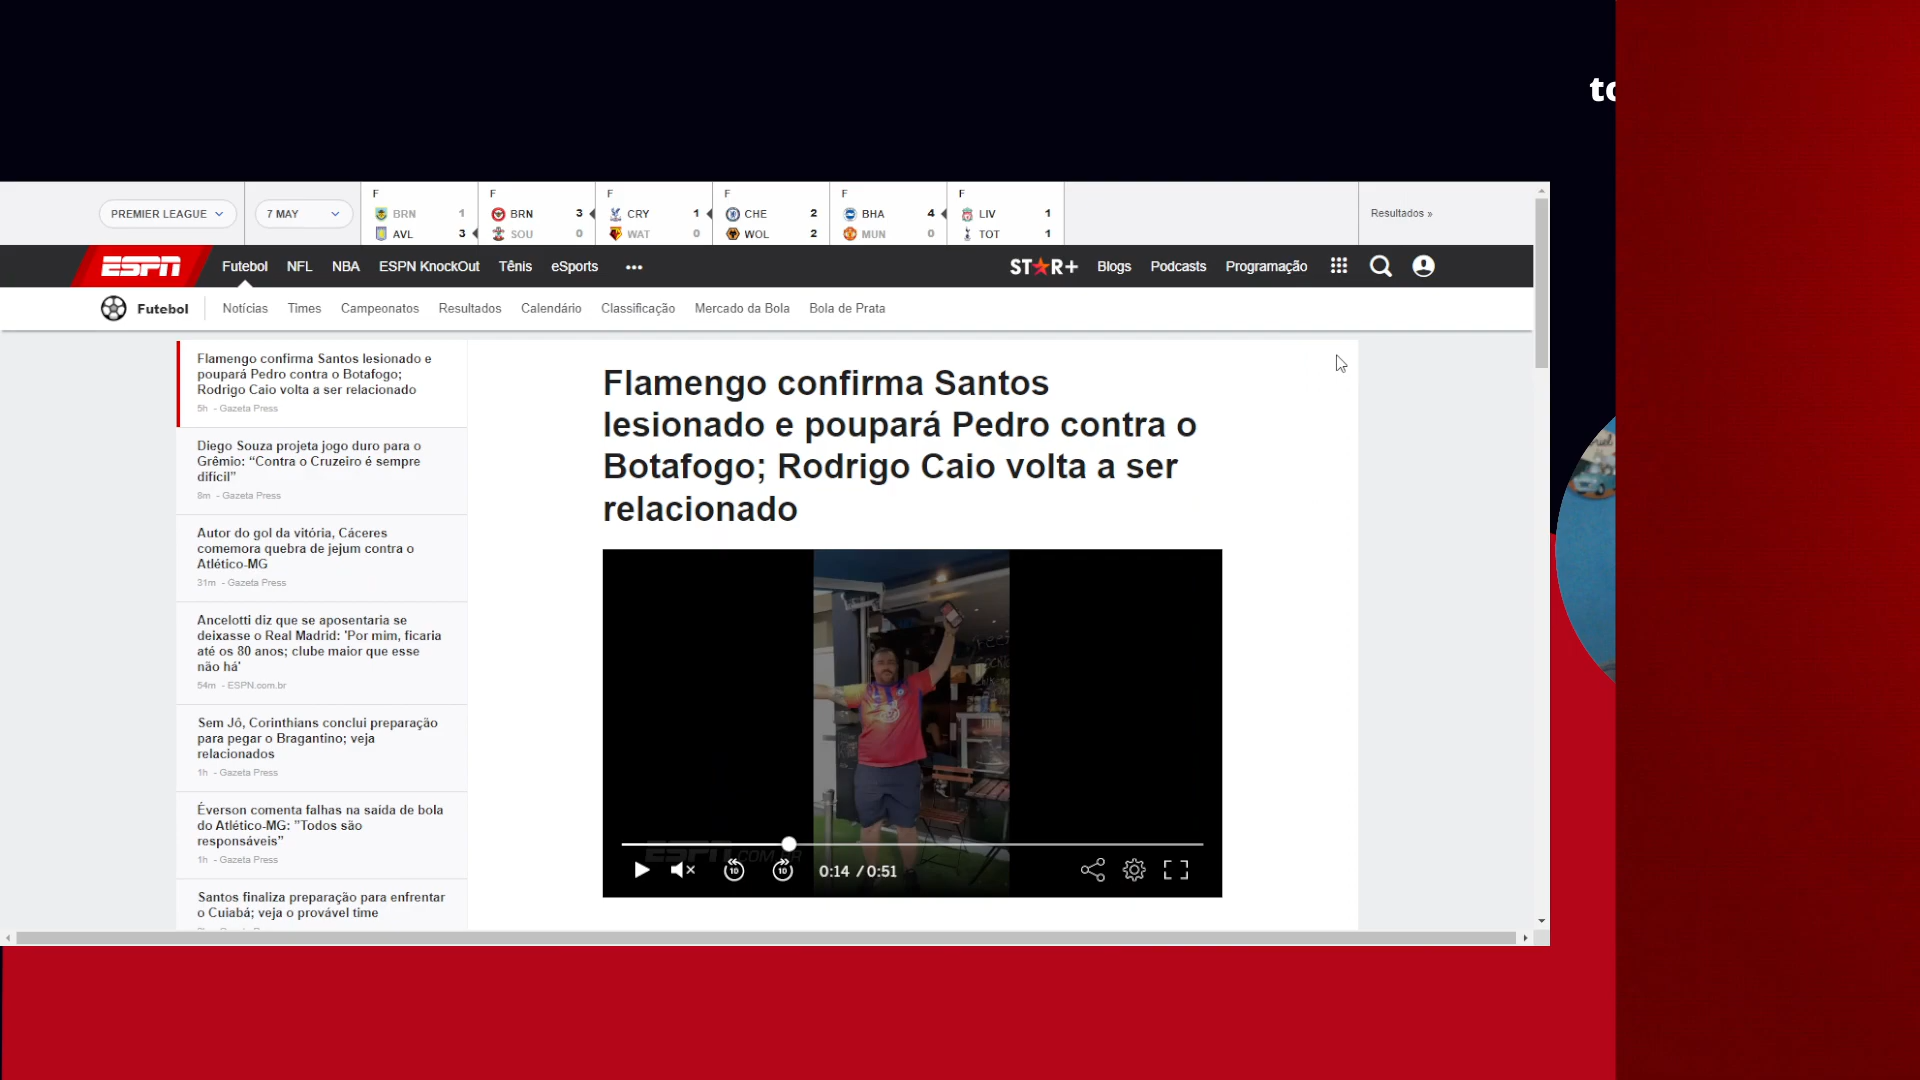 to
PREMIER LEAGUE
7 MAY
F
BRN 1
AVL 3
F
BRN 3
SOU 0
F
CRY 1
WAT 0
F
CHE 2
WOL 2
F
BHA 4
MUN 0
F
LIV 1
TOT 1
Resultados »
ESPN
Futebol NFL NBA ESPN KnockOut Tênis eSports •••
ST★R+ Blogs Podcasts Programação
Futebol Notícias Times Campeonatos Resultados Calendário Classificação Mercado da Bola Bola de Prata
Flamengo confirma Santos lesionado e
poupará Pedro contra o Botafogo;
Rodrigo Caio volta a ser relacionado
5h - Gazeta Press
Diego Souza projeta jogo duro para o
Grêmio: “Contra o Cruzeiro é sempre
difícil”
8m - Gazeta Press
Autor do gol da vitória, Cáceres
comemora quebra de jejum contra o
Atlético-MG
31m - Gazeta Press
Ancelotti diz que se aposentaria se
deixasse o Real Madrid: 'Por mim, ficaria
até os 80 anos; clube maior que esse
não há'
54m - ESPN.com.br
Sem Jô, Corinthians conclui preparação
para pegar o Bragantino; veja
relacionados
1h - Gazeta Press
Éverson comenta falhas na saída de bola
do Atlético-MG: ”Todos são
responsáveis”
1h - Gazeta Press
Santos finaliza preparação para enfrentar
o Cuiabá; veja o provável time
Flamengo confirma Santos
lesionado e poupará Pedro contra o
Botafogo; Rodrigo Caio volta a ser
relacionado
ESPN.COM.BR
10
10
0:14 / 0:51